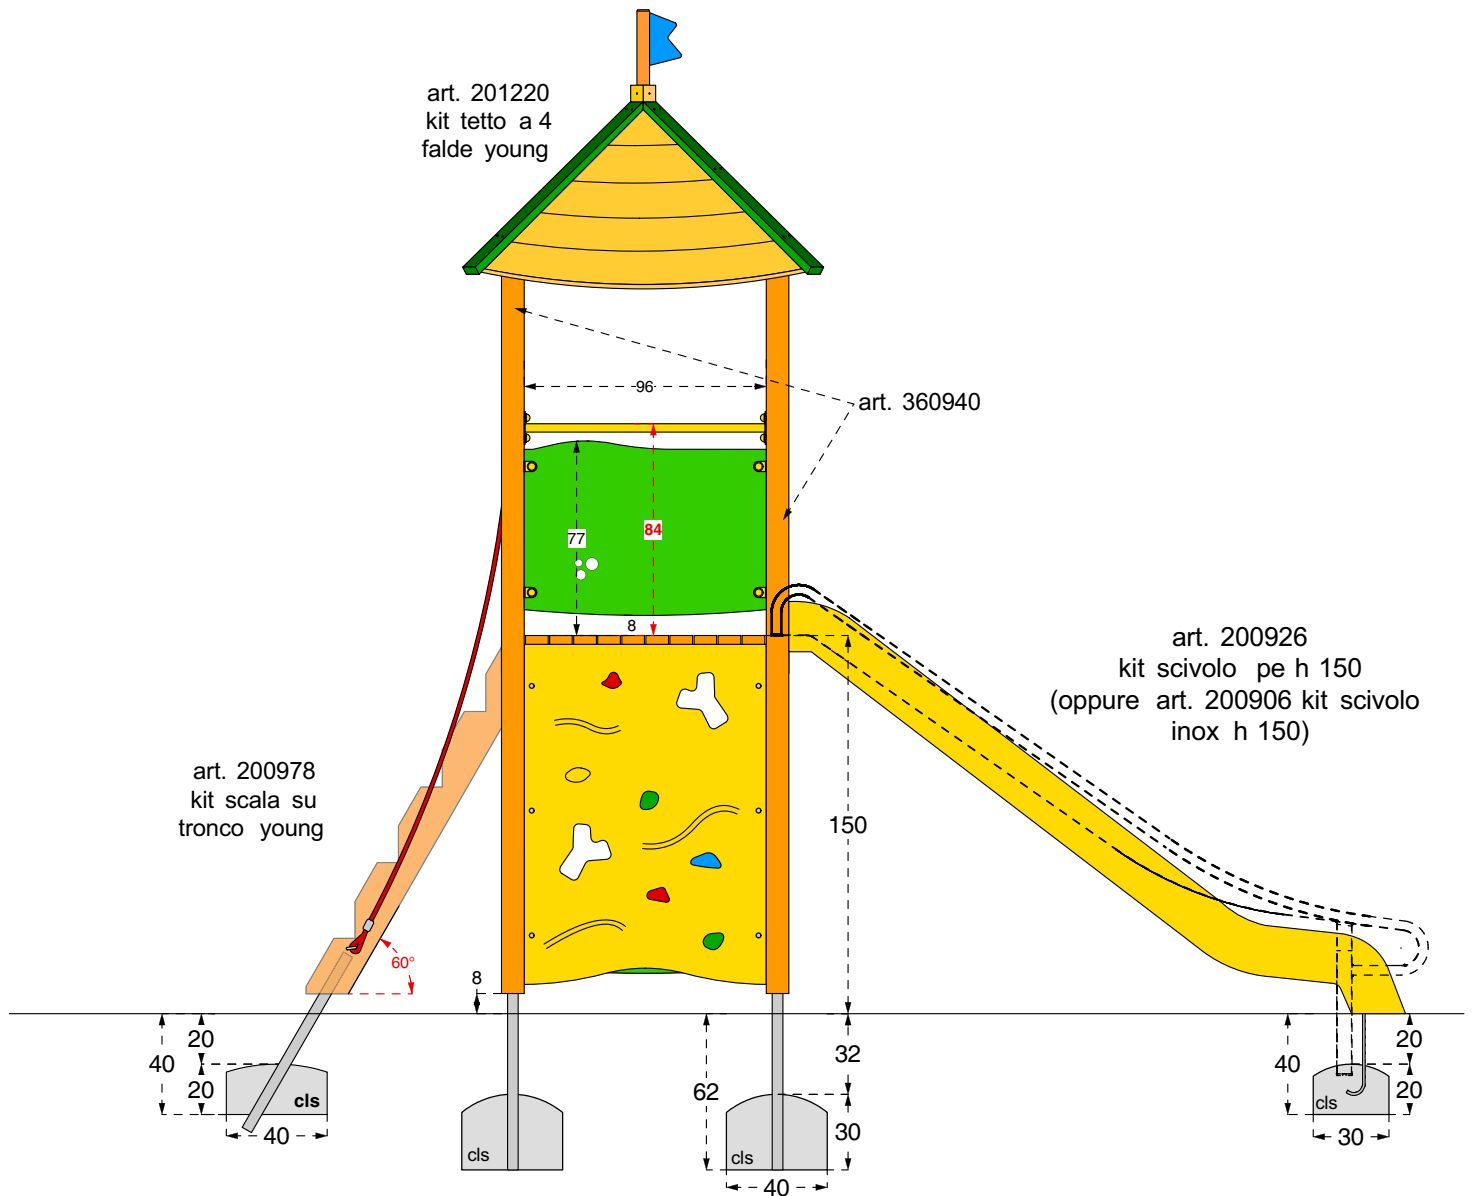 art. 201220
kit tetto a 4
falde young
96
art. 360940
84
77
8
art. 200926
kit scivolo pe h 150
(oppure art. 200906 kit scivolo
inox h 150)
art. 200978
kit scala su
tronco young
150
60°
8
20
40
20
cls
40
32
62
30
cls
cls
40
20
40
20
cls
30